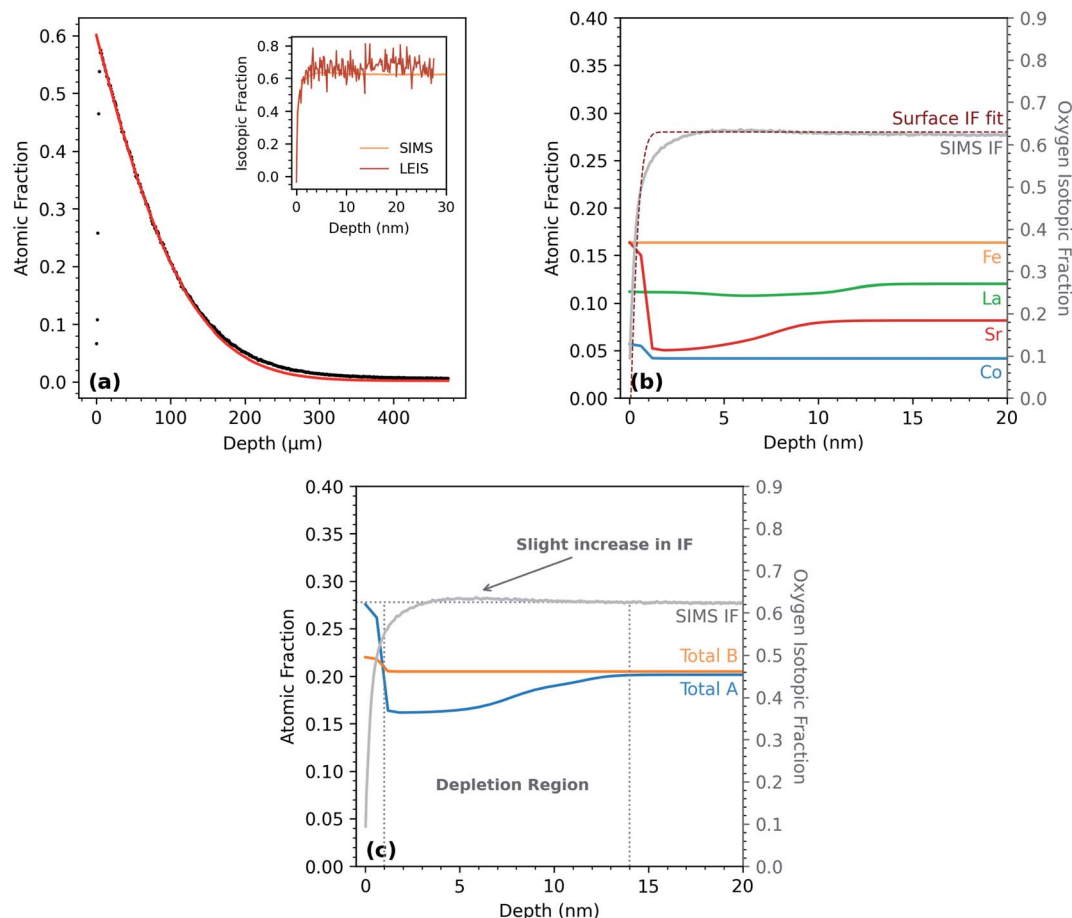 0.6
0.5
0.4
0.3
0.2
0.1
0.0
Atomic Fraction
0
100
200
300
400
Depth (μm)
(a)
0.8
0.6
0.4
0.2
0.0
Isotopic Fraction
SIMS
LEIS
0
10
20
30
Depth (nm)
0.40
0.35
0.30
0.25
0.20
0.15
0.10
0.05
0.00
Atomic Fraction
Surface IF fit
SIMS IF
Fe
La
Sr
Co
(b)
0
5
10
15
20
Depth (nm)
0.9
0.8
0.7
0.6
0.5
0.4
0.3
0.2
0.1
0.0
Oxygen Isotopic Fraction
0.40
0.35
0.30
0.25
0.20
0.15
0.10
0.05
0.00
Atomic Fraction
Slight increase in IF
SIMS IF
Total B
Total A
Depletion Region
(c)
0
5
10
15
20
Depth (nm)
0.9
0.8
0.7
0.6
0.5
0.4
0.3
0.2
0.1
0.0
Oxygen Isotopic Fraction